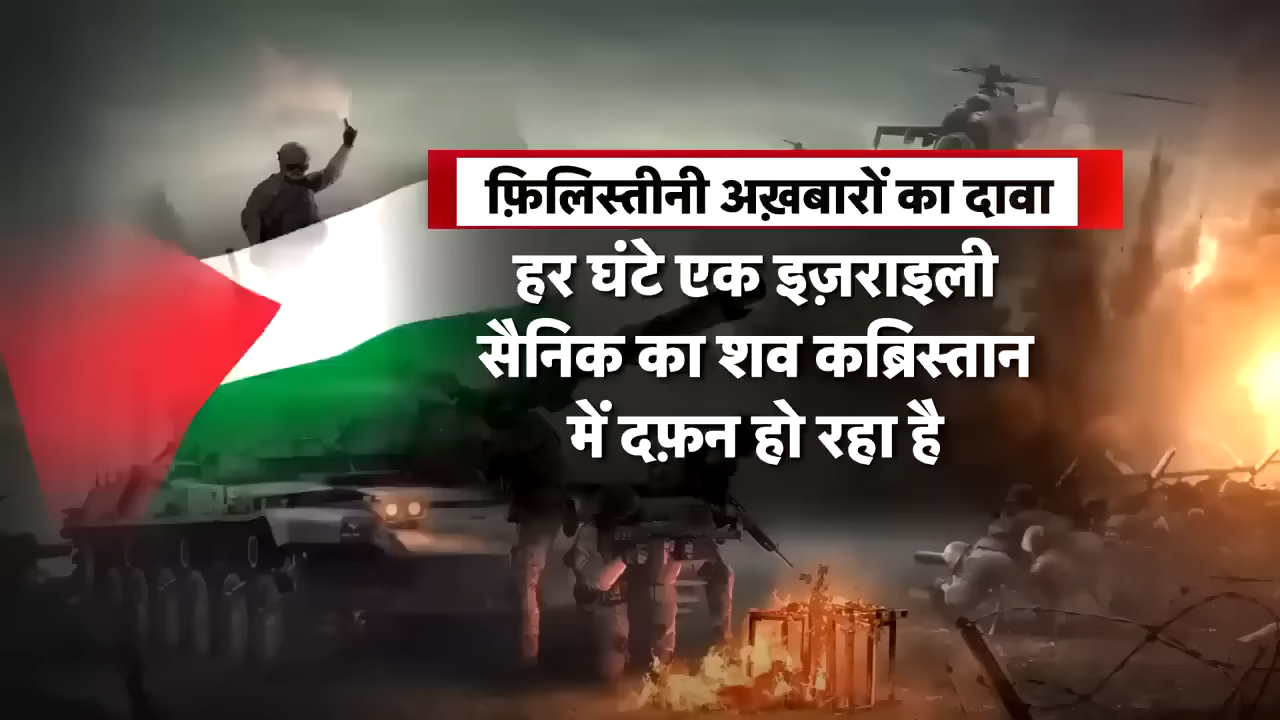 फ़िलिस्तीनी अख़बारों का दावा
हर घंटे एक इज़राइली
सैनिक का शव कब्रिस्तान
में दफ़न हो रहा है